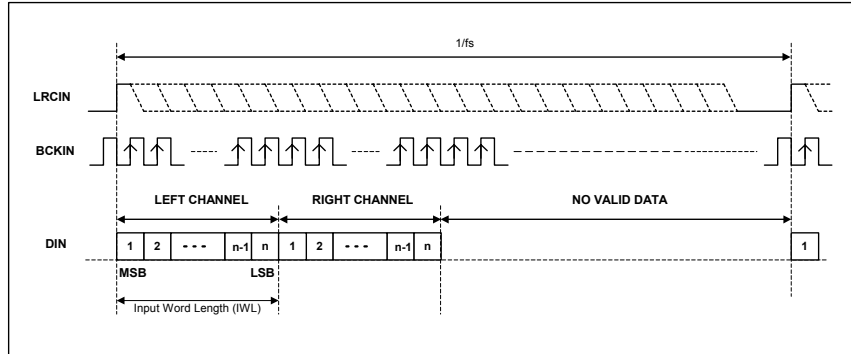 1/fs
LRCIN
BCKIN
LEFT CHANNEL RIGHT CHANNEL NO VALID DATA
DIN 1 2 n-1 n 1 2 n-1 n 1
MSB LSB
Input Word Length (IWL)